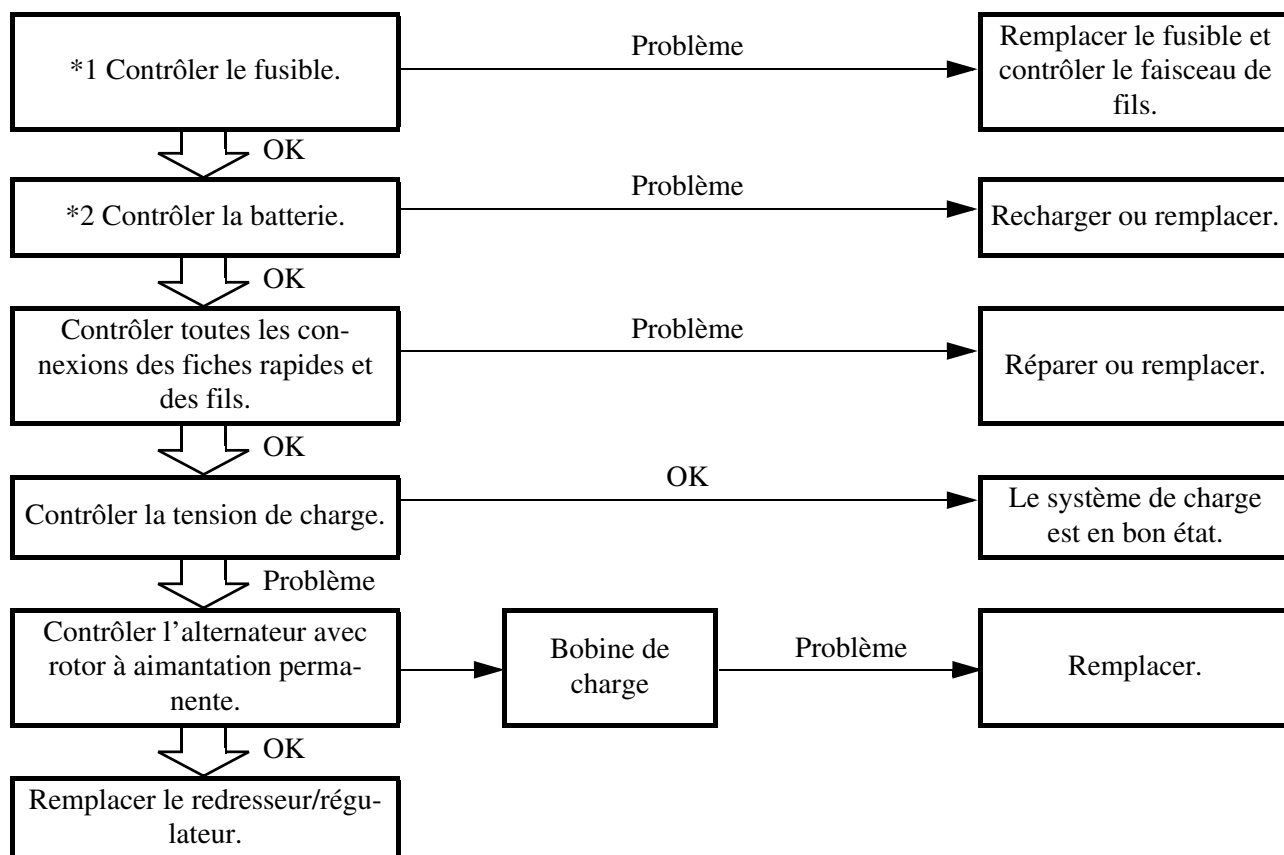 *1 Contrôler le fusible.
Problème
Remplacer le fusible et
contrôler le faisceau de
fils.
OK
*2 Contrôler la batterie.
Problème
Recharger ou remplacer.
OK
Contrôler toutes les con-
nexions des fiches rapides et
des fils.
Problème
Réparer ou remplacer.
OK
Contrôler la tension de charge.
OK
Le système de charge
est en bon état.
Problème
Contrôler l’alternateur avec
rotor à aimantation perma-
nente.
Bobine de
charge
Problème
Remplacer.
OK
Remplacer le redresseur/régu-
lateur.